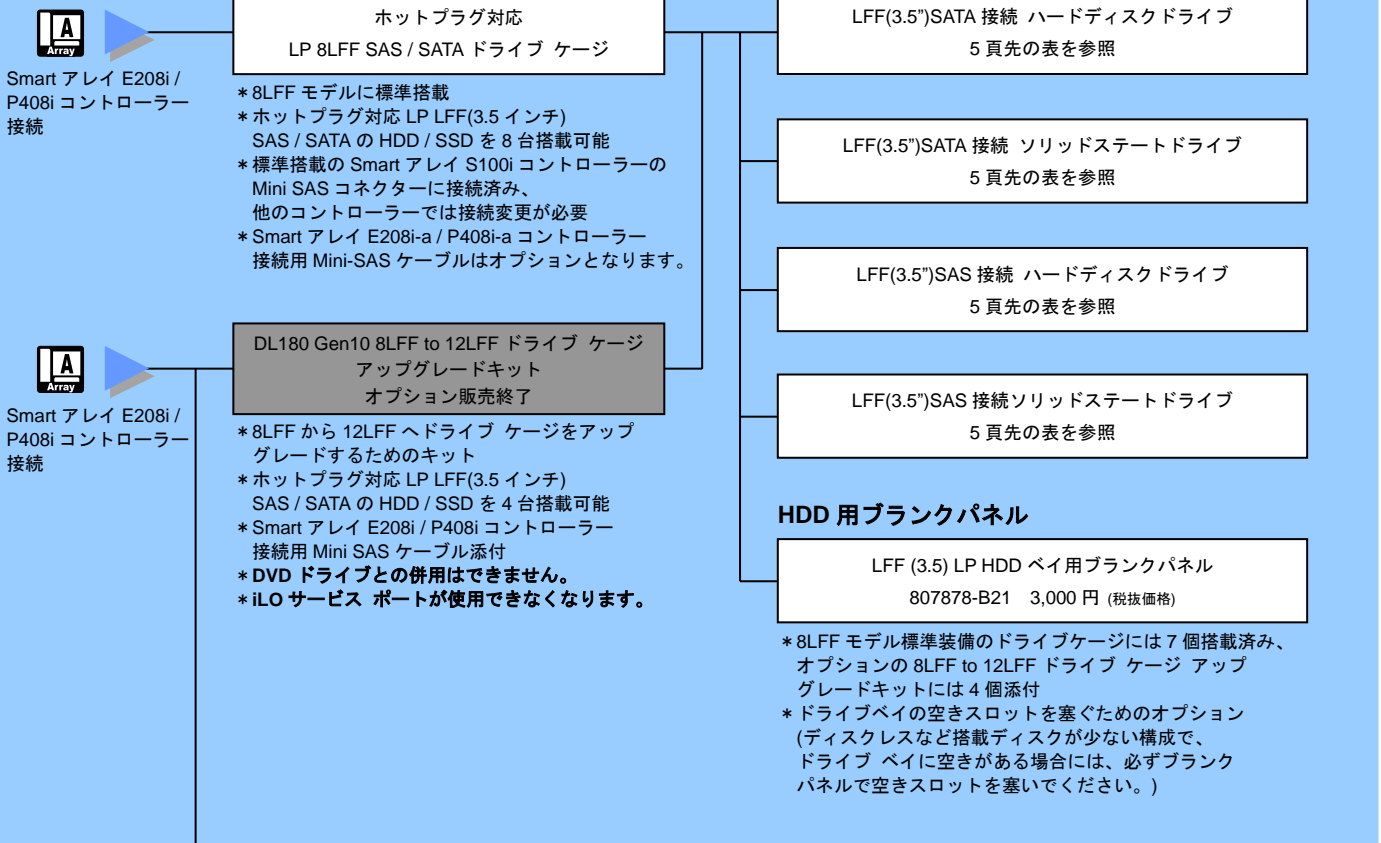 A
Array
Smart アレイ E208i /
P408i コントローラー
接続
ホットプラグ対応
LP 8LFF SAS / SATA ドライブ ケージ
＊8LFF モデルに標準搭載
＊ホットプラグ対応 LP LFF(3.5 インチ)
SAS / SATA の HDD / SSD を 8 台搭載可能
＊標準搭載の Smart アレイ S100i コントローラーの
Mini SAS コネクターに接続済み、
他のコントローラーでは接続変更が必要
＊Smart アレイ E208i-a / P408i-a コントローラー
接続用 Mini-SAS ケーブルはオプションとなります。
A
Array
Smart アレイ E208i /
P408i コントローラー
接続
DL180 Gen10 8LFF to 12LFF ドライブ ケージ
アップグレードキット
オプション販売終了
＊8LFF から 12LFF へドライブ ケージをアップ
グレードするためのキット
＊ホットプラグ対応 LP LFF(3.5 インチ)
SAS / SATA の HDD / SSD を 4 台搭載可能
＊Smart アレイ E208i / P408i コントローラー
接続用 Mini SAS ケーブル添付
＊DVD ドライブとの併用はできません。
＊iLO サービス ポートが使用できなくなります。
LFF(3.5")SATA 接続 ハードディスクドライブ
5 頁先の表を参照
LFF(3.5")SATA 接続 ソリッドステートドライブ
5 頁先の表を参照
LFF(3.5")SAS 接続 ハードディスクドライブ
5 頁先の表を参照
LFF(3.5")SAS 接続ソリッドステートドライブ
5 頁先の表を参照
HDD 用ブランクパネル
LFF (3.5) LP HDD ベイ用ブランクパネル
807878-B21 3,000 円 (税抜価格)
＊8LFF モデル標準装備のドライブケージには 7 個搭載済み、
オプションの 8LFF to 12LFF ドライブ ケージ アップ
グレードキットには 4 個添付
＊ドライブベイの空きスロットを塞ぐためのオプション
(ディスクレスなど搭載ディスクが少ない構成で、
ドライブ ベイに空きがある場合には、必ずブランク
パネルで空きスロットを塞いでください。)